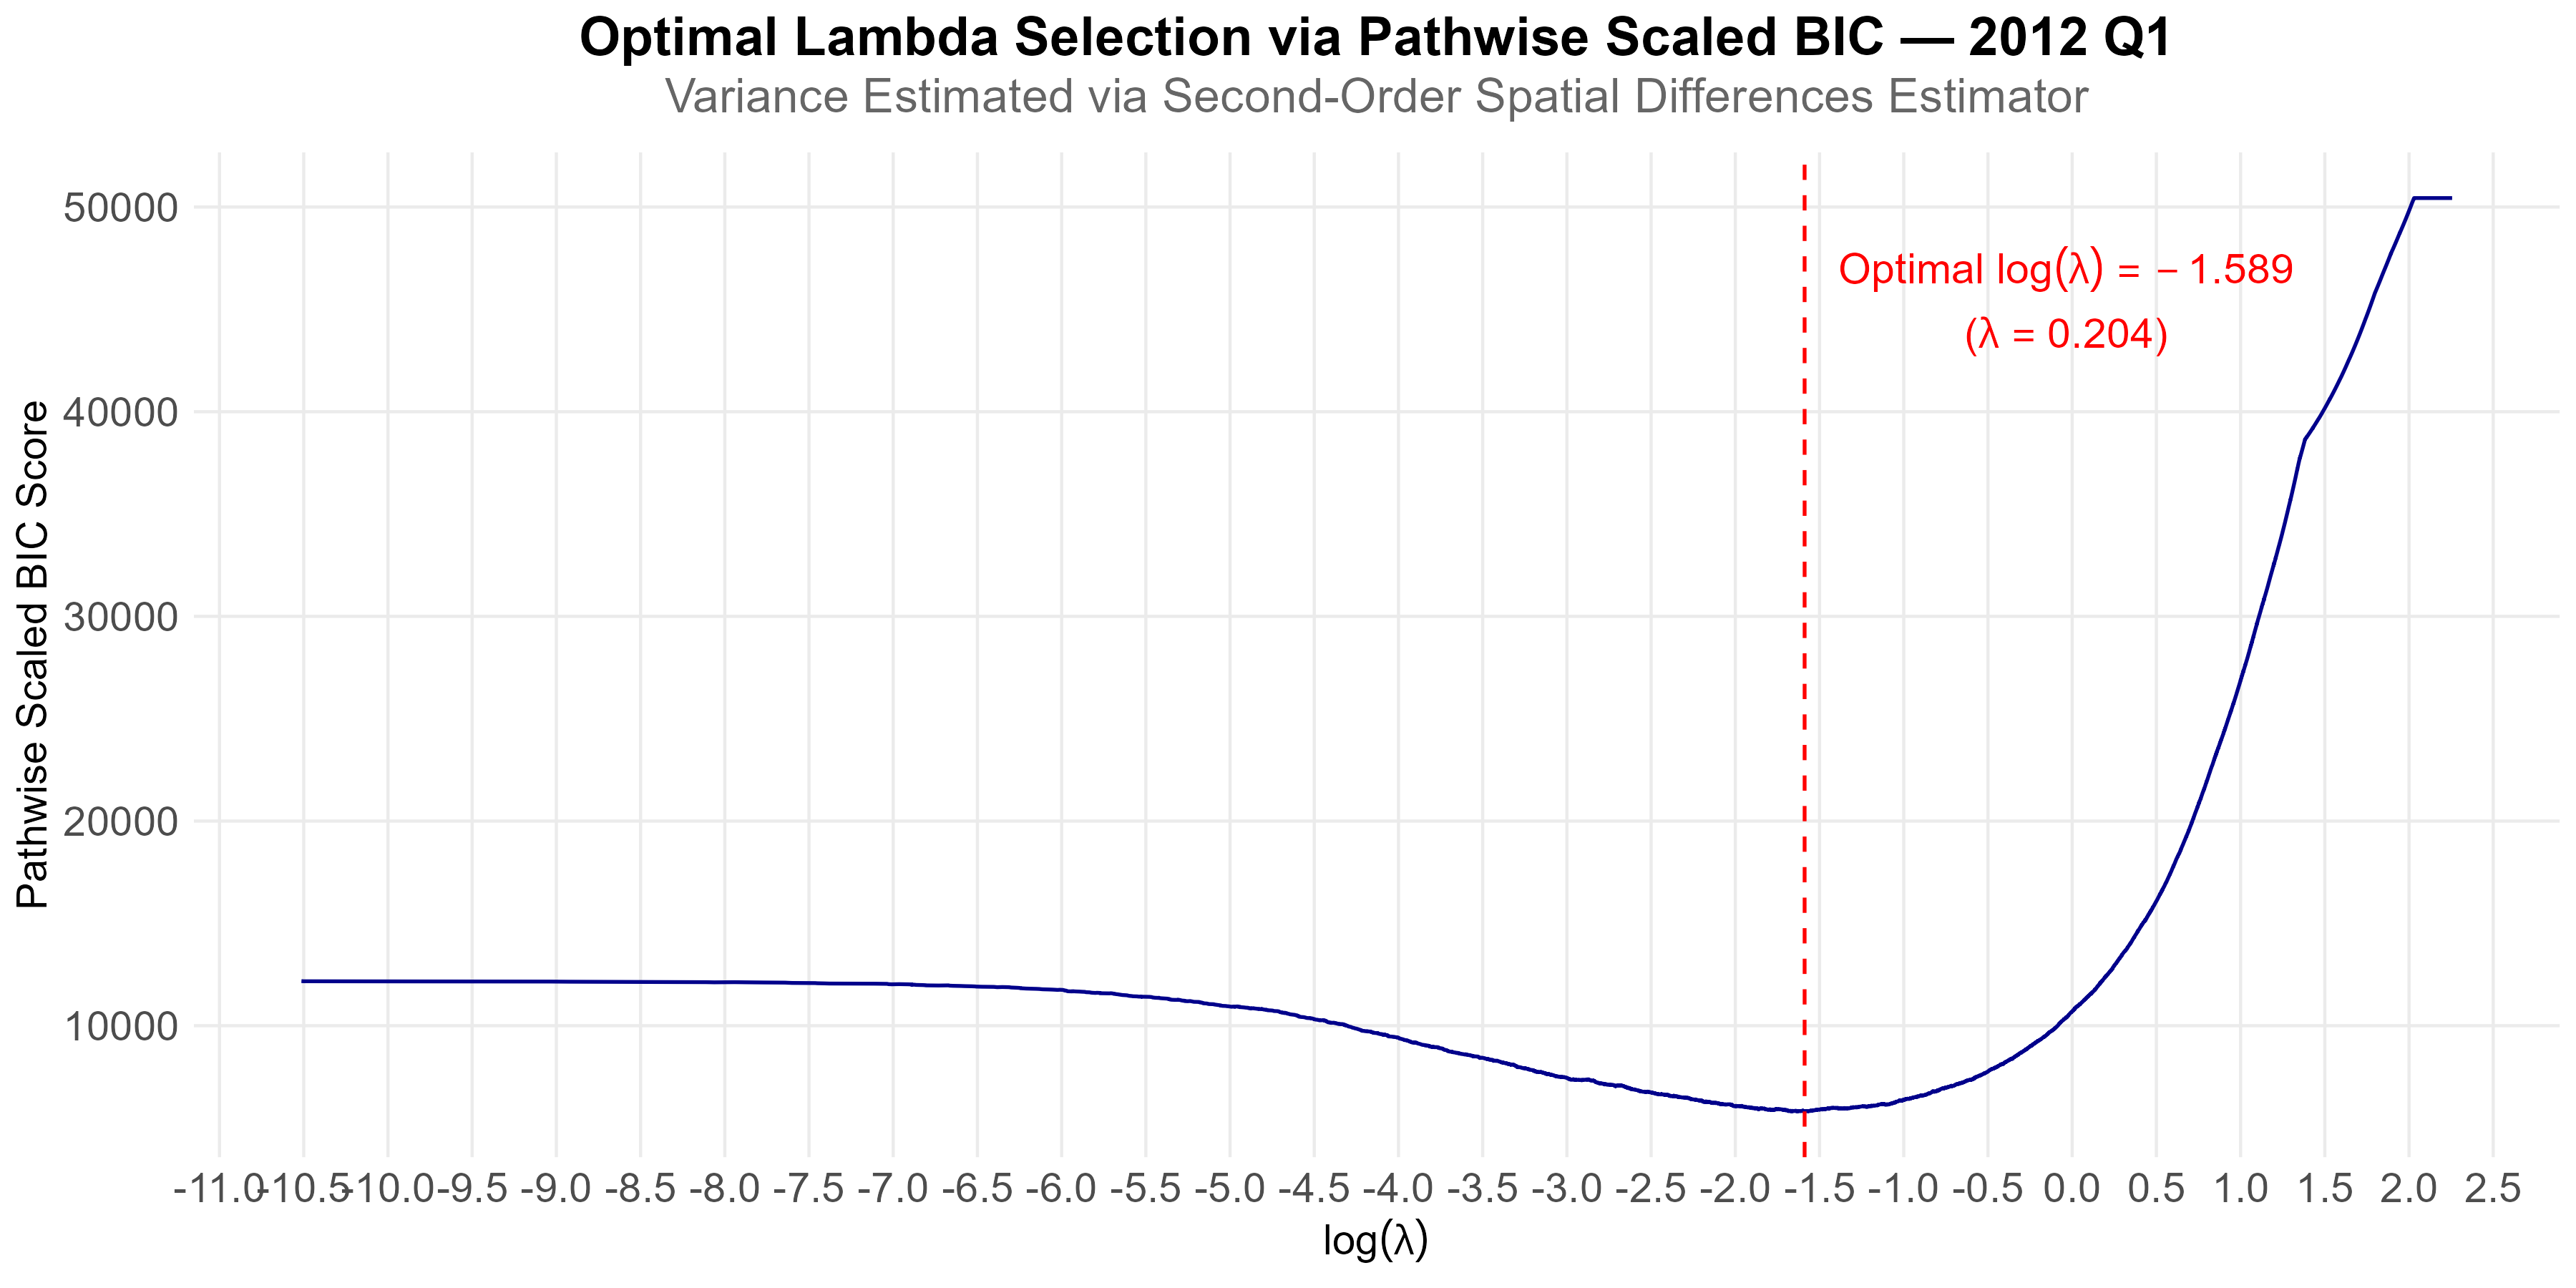 Optimal Lambda Selection via Pathwise Scaled BIC — 2012 Q1
Variance Estimated via Second-Order Spatial Differences Estimator
Pathwise Scaled BIC Score
50000
40000
30000
20000
10000
Optimal log(λ) = − 1.589
(λ = 0.204)
-11.0 -10.5 -10.0 -9.5 -9.0 -8.5 -8.0 -7.5 -7.0 -6.5 -6.0 -5.5 -5.0 -4.5 -4.0 -3.5 -3.0 -2.5 -2.0 -1.5 -1.0 -0.5 0.0 0.5 1.0 1.5 2.0 2.5
log(λ)